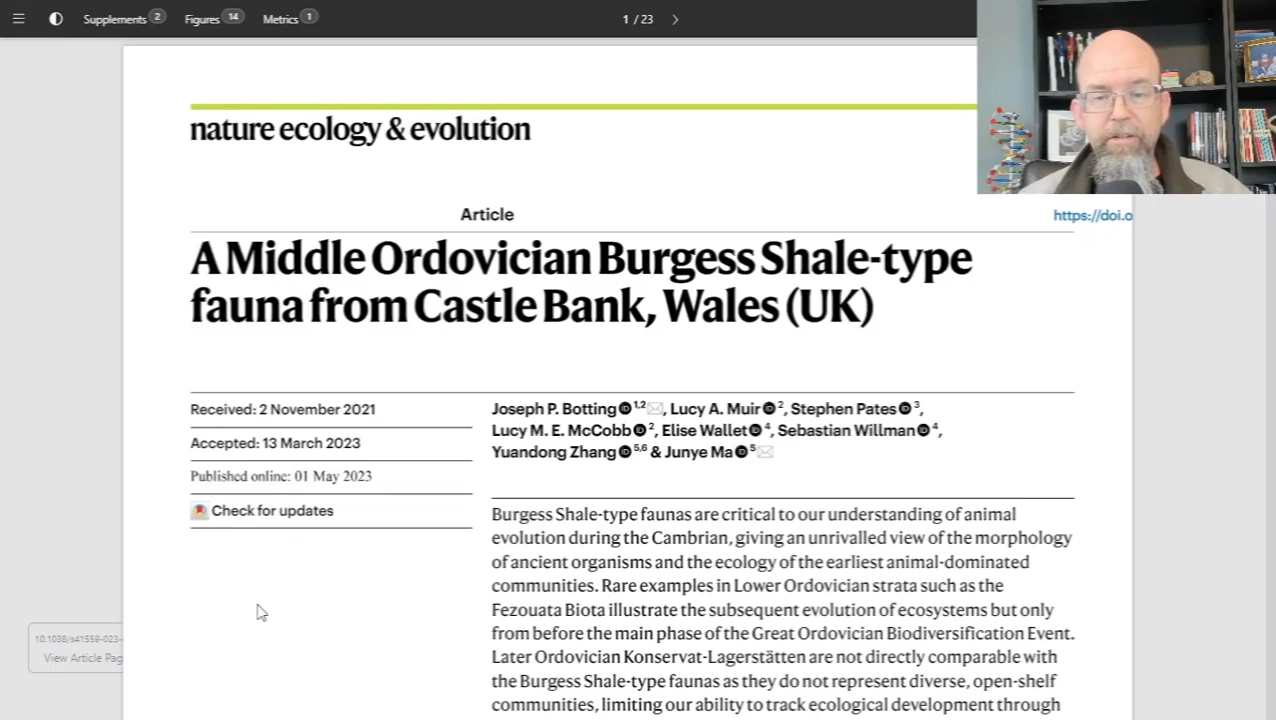 Supplements 2 Figures 14 Metrics 1 1 / 23
nature ecology & evolution
Article https://doi.o
A Middle Ordovician Burgess Shale-type
fauna from Castle Bank, Wales (UK)
Received: 2 November 2021
Accepted: 13 March 2023
Published online: 01 May 2023
Check for updates
Joseph P. Botting 1,2, Lucy A. Muir 2, Stephen Pates 3,
Lucy M. E. McCobb 2, Elise Wallet 4, Sebastian Willman 4,
Yuandong Zhang 5,6 & Junye Ma 5
Burgess Shale-type faunas are critical to our understanding of animal
evolution during the Cambrian, giving an unrivalled view of the morphology
of ancient organisms and the ecology of the earliest animal-dominated
communities. Rare examples in Lower Ordovician strata such as the
Fezouata Biota illustrate the subsequent evolution of ecosystems but only
from before the main phase of the Great Ordovician Biodiversification Event.
Later Ordovician Konservat-Lagerstätten are not directly comparable with
the Burgess Shale-type faunas as they do not represent diverse, open-shelf
communities, limiting our ability to track ecological development through
10.1038/s41559-023-
View Article Pag